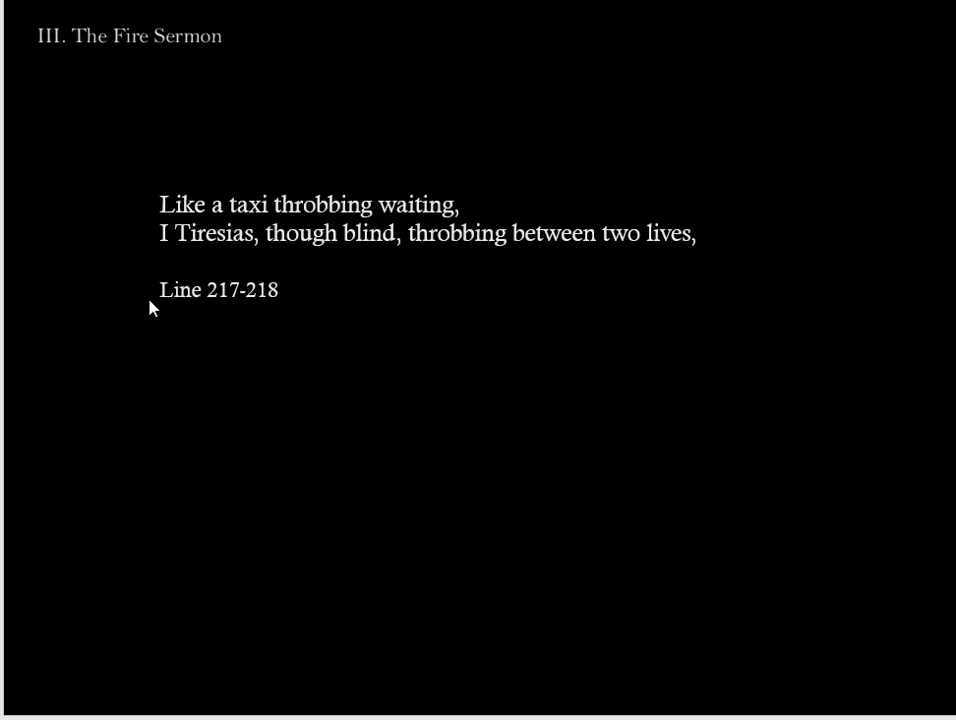 III. The Fire Sermon
Like a taxi throbbing waiting,
I Tiresias, though blind, throbbing between two lives,
Line 217-218